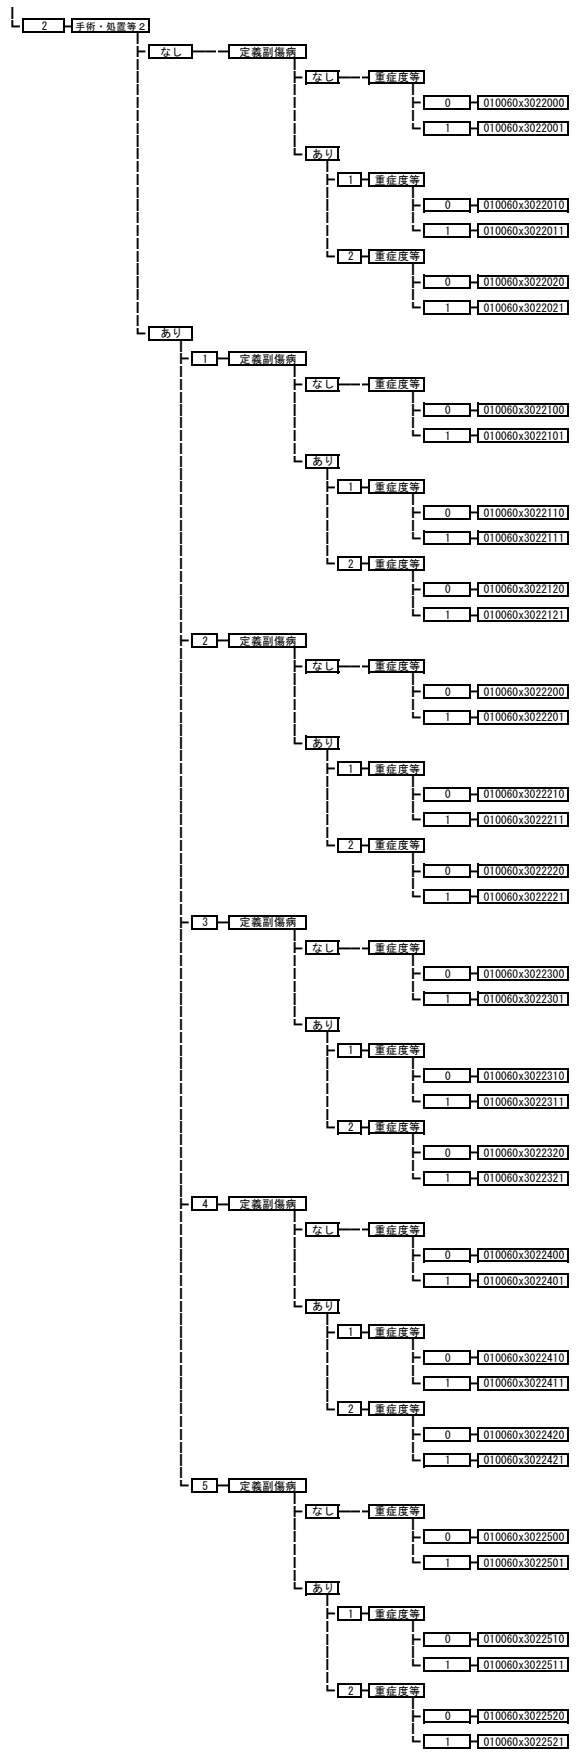 2 手術・処置等２
なし 定義副傷病
なし 重症度等
0 010060x3022000
1 010060x3022001
あり
1 重症度等
0 010060x3022010
1 010060x3022011
2 重症度等
0 010060x3022020
1 010060x3022021
あり
1 定義副傷病
なし 重症度等
0 010060x3022100
1 010060x3022101
あり
1 重症度等
0 010060x3022110
1 010060x3022111
2 重症度等
0 010060x3022120
1 010060x3022121
2 定義副傷病
なし 重症度等
0 010060x3022200
1 010060x3022201
あり
1 重症度等
0 010060x3022210
1 010060x3022211
2 重症度等
0 010060x3022220
1 010060x3022221
3 定義副傷病
なし 重症度等
0 010060x3022300
1 010060x3022301
あり
1 重症度等
0 010060x3022310
1 010060x3022311
2 重症度等
0 010060x3022320
1 010060x3022321
4 定義副傷病
なし 重症度等
0 010060x3022400
1 010060x3022401
あり
1 重症度等
0 010060x3022410
1 010060x3022411
2 重症度等
0 010060x3022420
1 010060x3022421
5 定義副傷病
なし 重症度等
0 010060x3022500
1 010060x3022501
あり
1 重症度等
0 010060x3022510
1 010060x3022511
2 重症度等
0 010060x3022520
1 010060x3022521